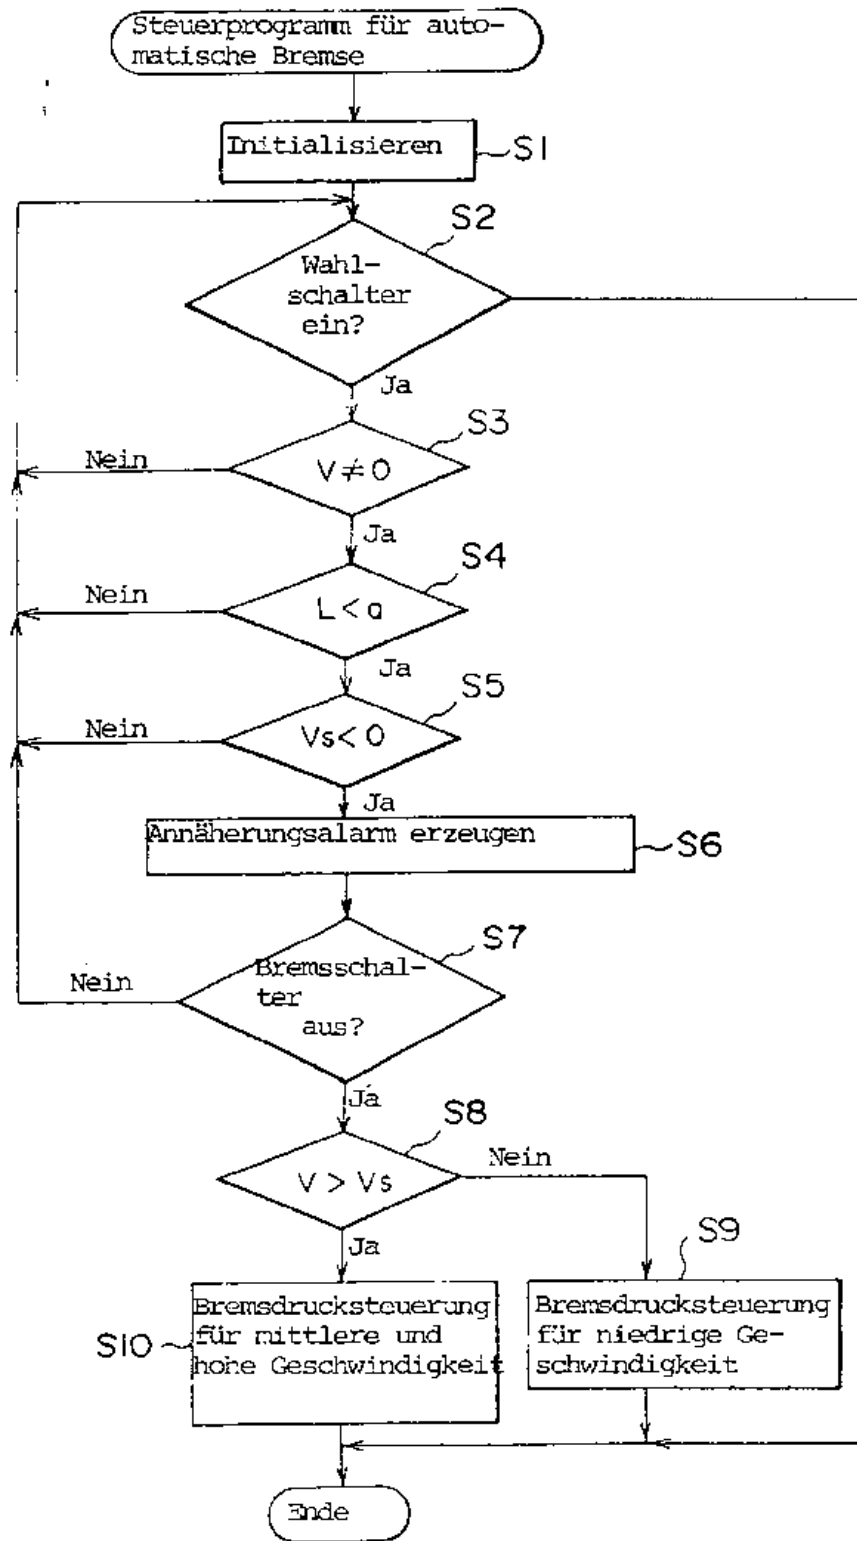 Steuerprogramm für auto-
matische Bremse
Initialisieren
S1
S2
Wahl-
schalter
ein?
Ja
S3
Nein
V≠0
Ja
S4
Nein
L<a
Ja
S5
Nein
Vs<0
Ja
Annäherungsalarm erzeugen
S6
S7
Bremsschal-
ter
aus?
Nein
Ja
S8
V > Vs
Nein
Ja
S9
Bremsdrucksteuerung
für mittlere und
hohe Geschwindigkeit
S10
Bremsdrucksteuerung
für niedrige Ge-
schwindigkeit
Ende